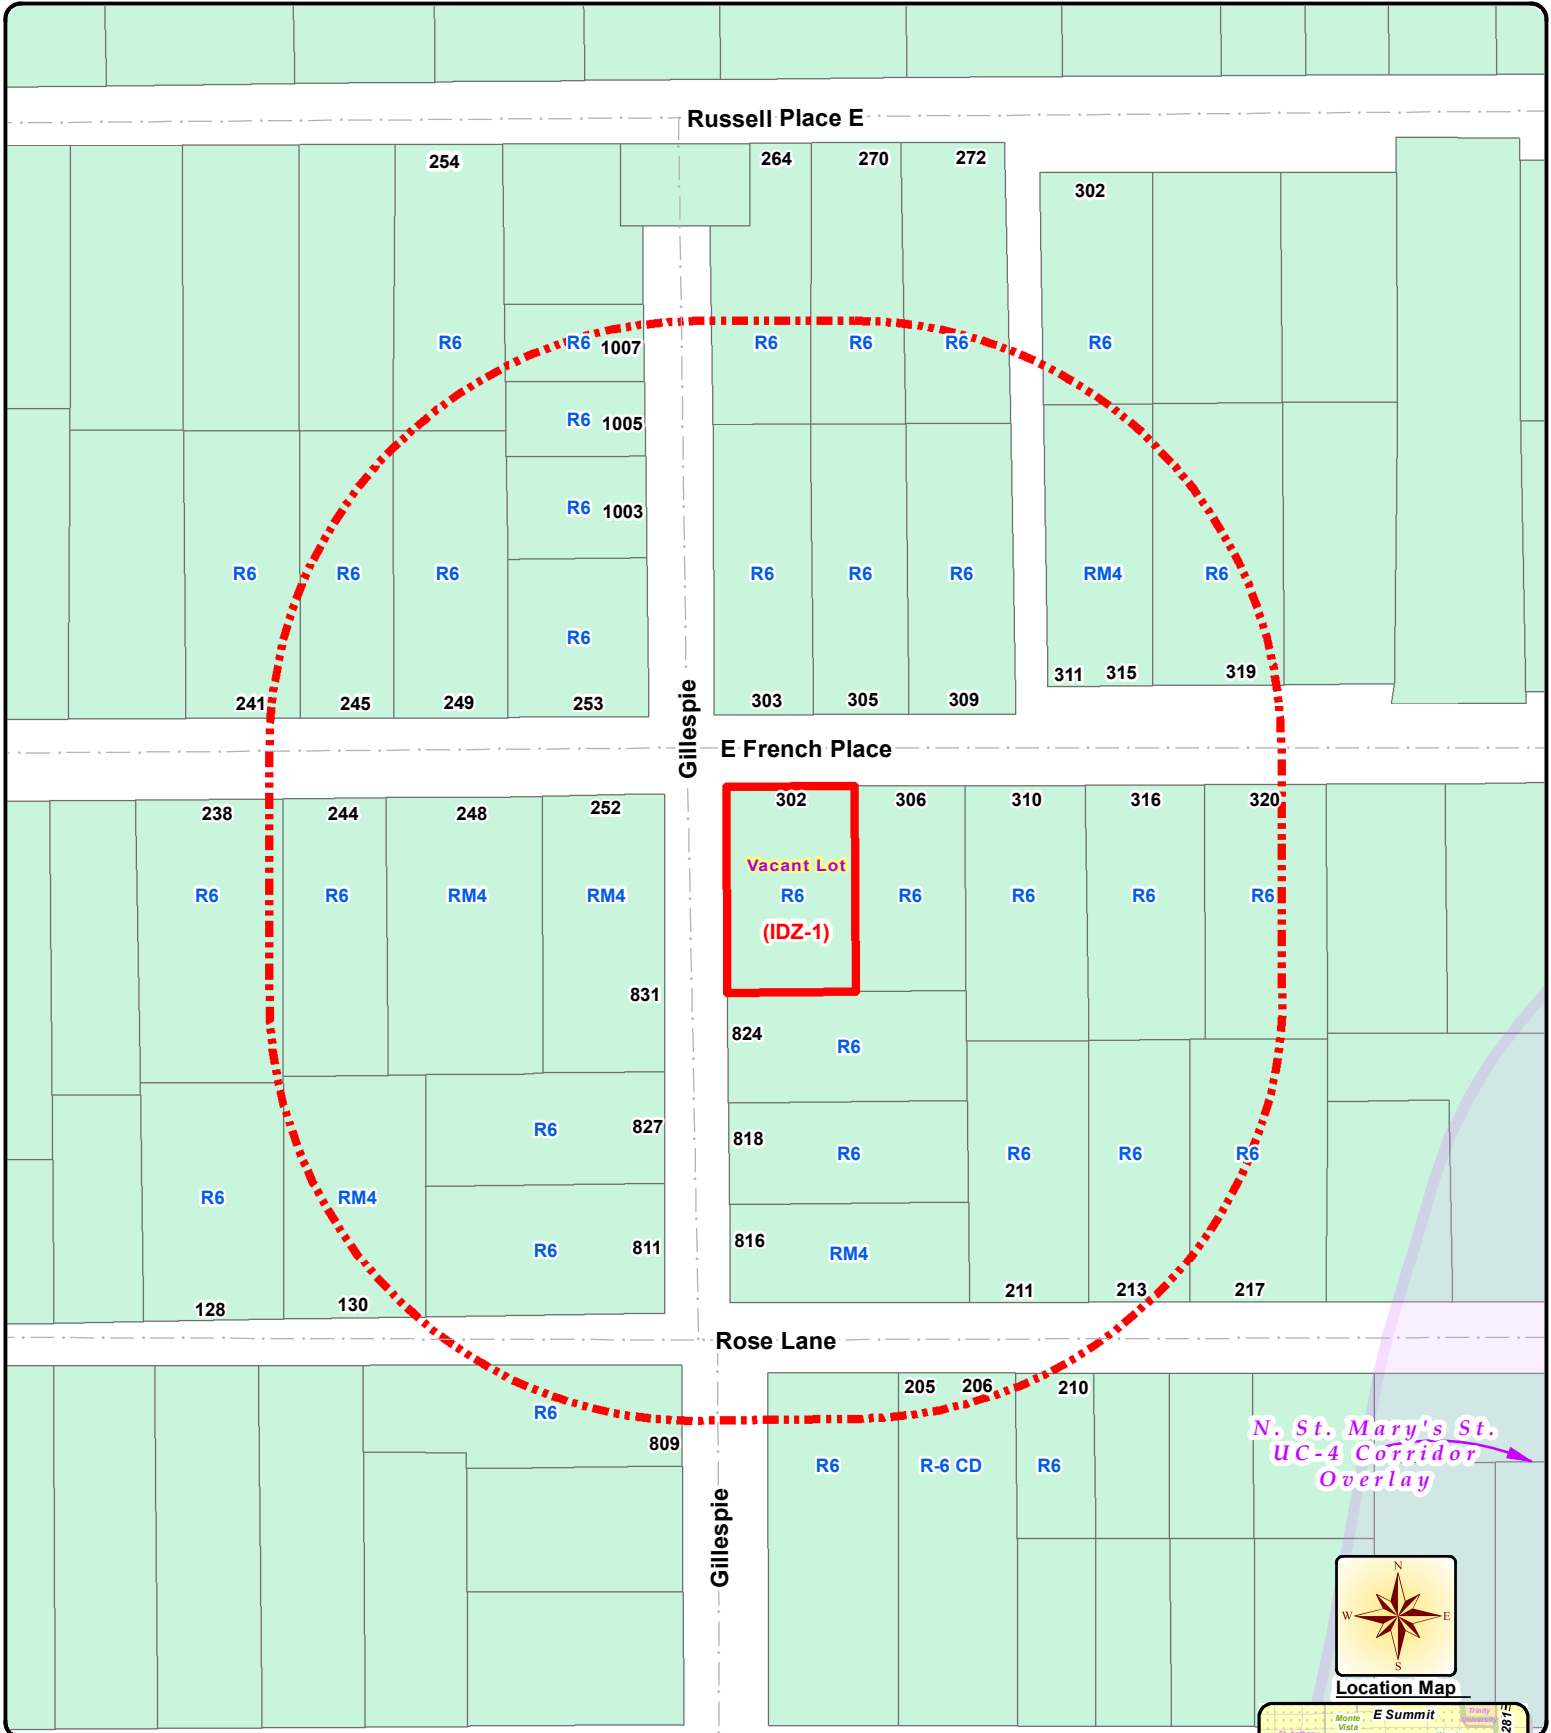 Russell Place E
254
264
270
272
302
R6
R6
1007
R6
R6
R6
R6
R6
1005
R6
1003
R6
R6
R6
R6
R6
R6
RM4
R6
R6
311
315
319
241
245
249
253
303
305
309
Gillespie
E French Place
238
244
248
252
302
306
310
316
320
Vacant Lot
R6
R6
RM4
RM4
R6
R6
R6
R6
R6
(IDZ-1)
831
824
R6
R6
827
818
R6
R6
R6
R6
R6
RM4
R6
811
816
RM4
128
130
211
213
217
Rose Lane
205
206
210
R6
809
N. St. Mary's St.
UC-4 Corridor
Overlay
R6
R-6 CD
R6
Gillespie
N
W
E
S
Location Map
E Summit
Monte
Vista
Trinity
University
281